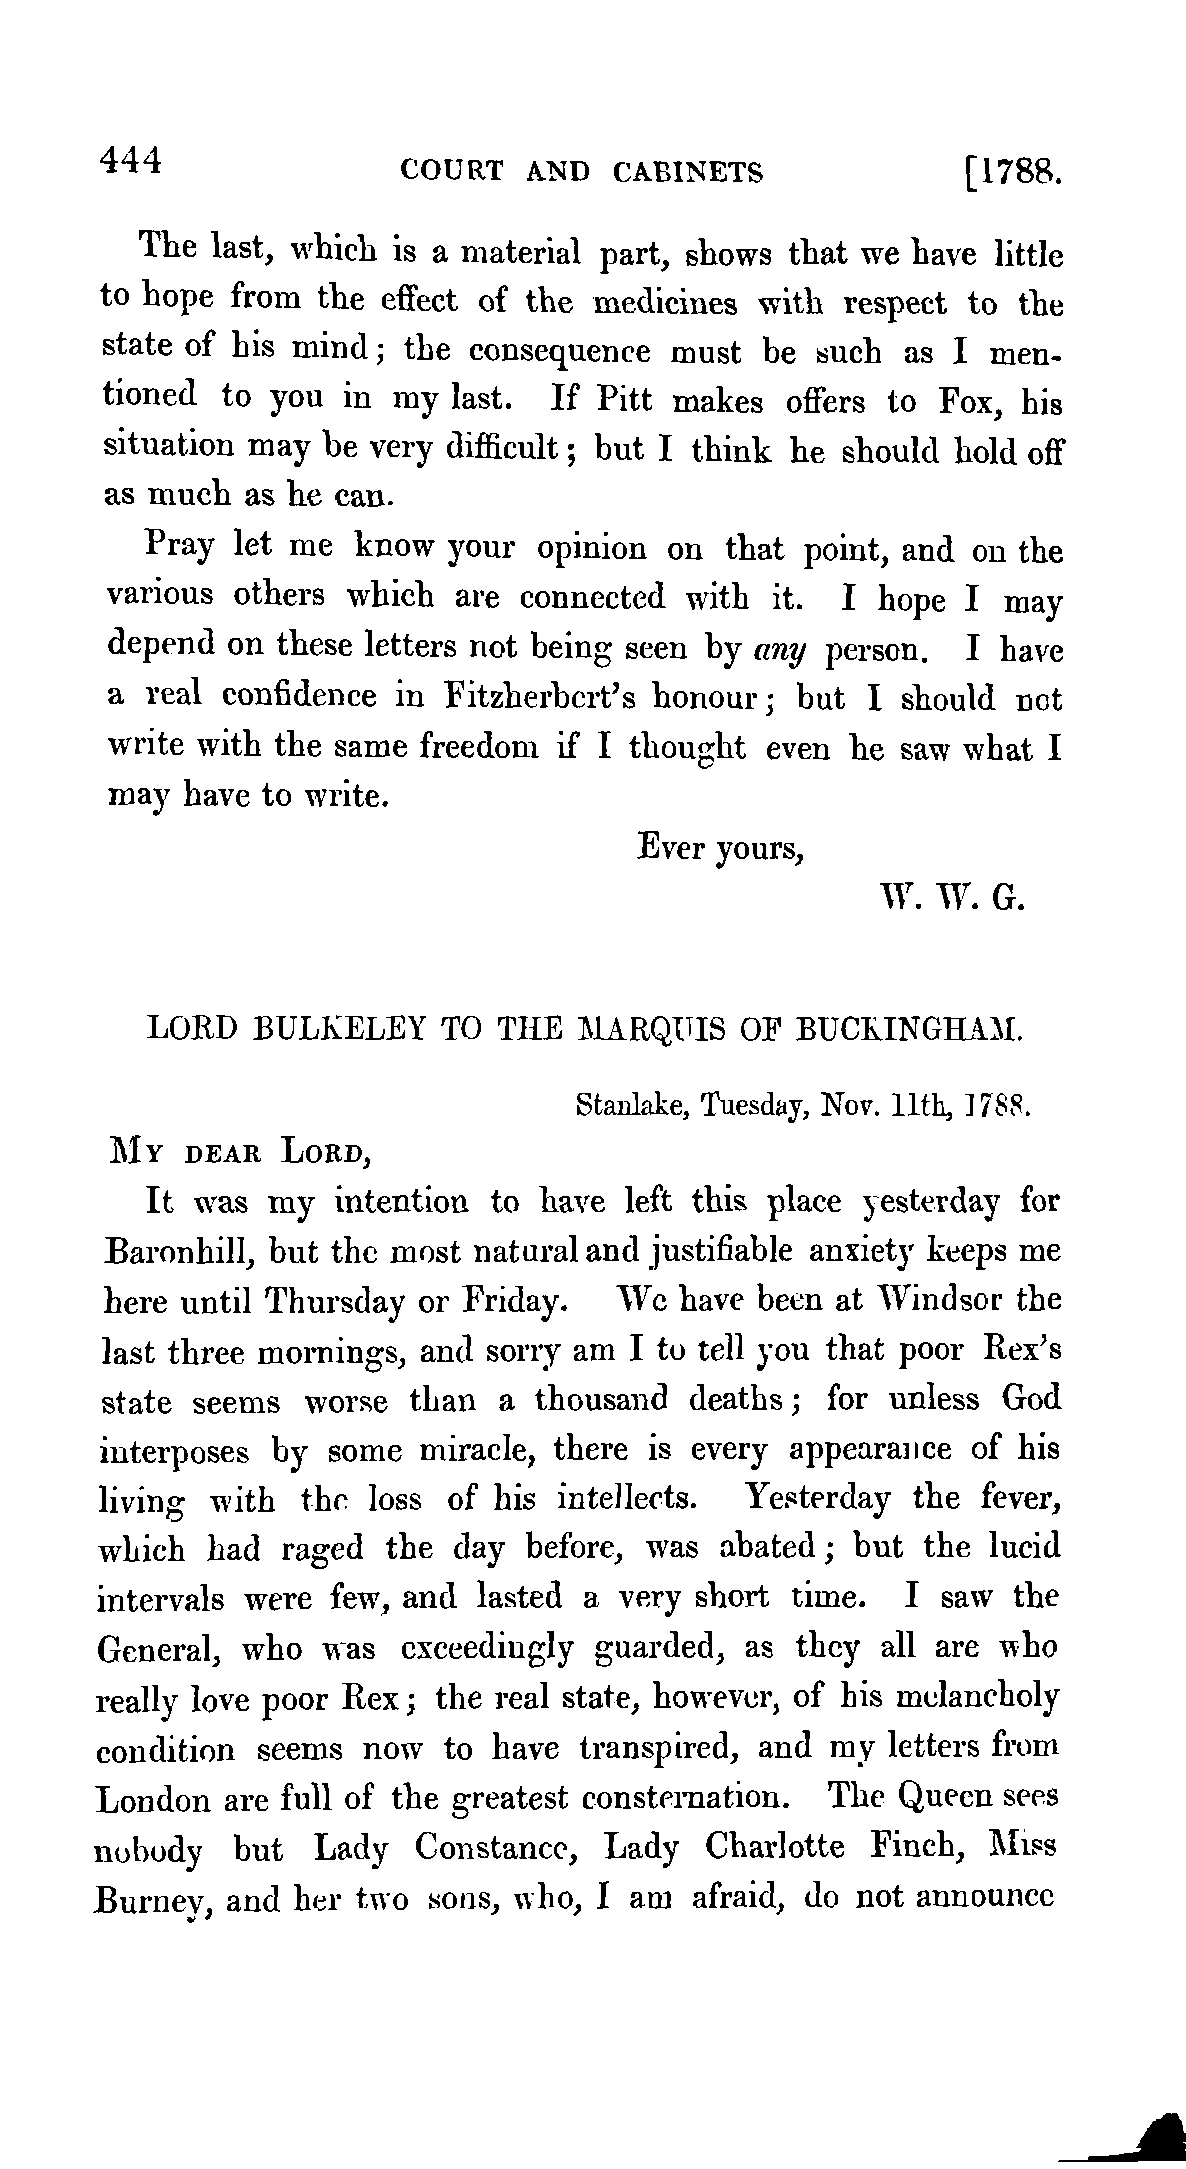 444 COURT AND CABINETS [1788.
The last, which is a material part, shows that we have little
to hope from the effect of the medicines with respect to the
state of his mind; the consequence must be such as I men-
tioned to you in my last. If Pitt makes offers to Fox, his
situation may be very difficult; but I think he should hold off
as much as he can.
Pray let me know your opinion on that point, and on the
various others which are connected with it. I hope I may
depend on these letters not being seen by any person. I have
a real confidence in Fitzherbert's honour; but I should not
write with the same freedom if I thought even he saw what I
may have to write.
Ever yours,
W. W. G.
LORD BULKELEY TO THE MARQUIS OF BUCKINGHAM.
Stanlake, Tuesday, Nov. 11th, 1788.
MY DEAR LORD,
It was my intention to have left this place yesterday for
Baronhill, but the most natural and justifiable anxiety keeps me
here until Thursday or Friday. We have been at Windsor the
last three mornings, and sorry am I to tell you that poor Rex's
state seems worse than a thousand deaths; for unless God
interposes by some miracle, there is every appearance of his
living with the loss of his intellects. Yesterday the fever,
which had raged the day before, was abated; but the lucid
intervals were few, and lasted a very short time. I saw the
General, who was exceedingly guarded, as they all are who
really love poor Rex; the real state, however, of his melancholy
condition seems now to have transpired, and my letters from
London are full of the greatest consternation. The Queen sees
nobody but Lady Constance, Lady Charlotte Finch, Miss
Burney, and her two sons, who, I am afraid, do not announce